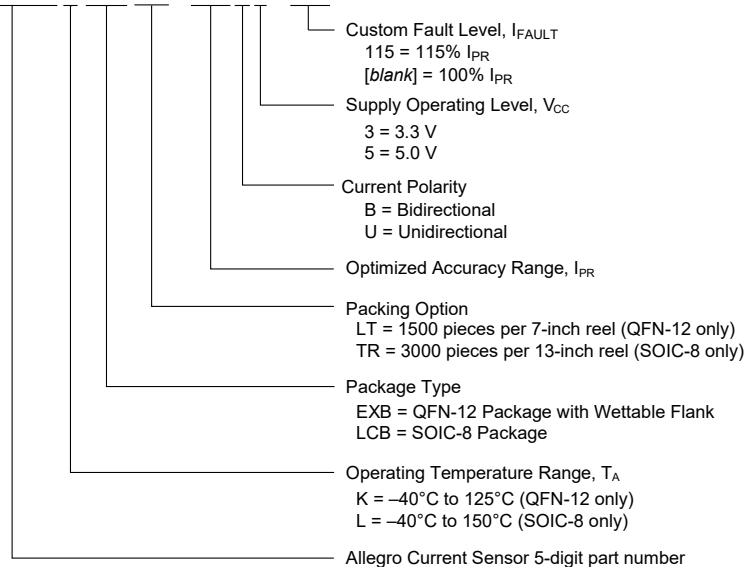 Custom Fault Level, IFAULT
115 = 115% IPR
[blank] = 100% IPR
Supply Operating Level, VCC
3 = 3.3 V
5 = 5.0 V
Current Polarity
B = Bidirectional
U = Unidirectional
Optimized Accuracy Range, IPR
Packing Option
LT = 1500 pieces per 7-inch reel (QFN-12 only)
TR = 3000 pieces per 13-inch reel (SOIC-8 only)
Package Type
EXB = QFN-12 Package with Wettable Flank
LCB = SOIC-8 Package
Operating Temperature Range, TA
K = –40°C to 125°C (QFN-12 only)
L = –40°C to 150°C (SOIC-8 only)
Allegro Current Sensor 5-digit part number